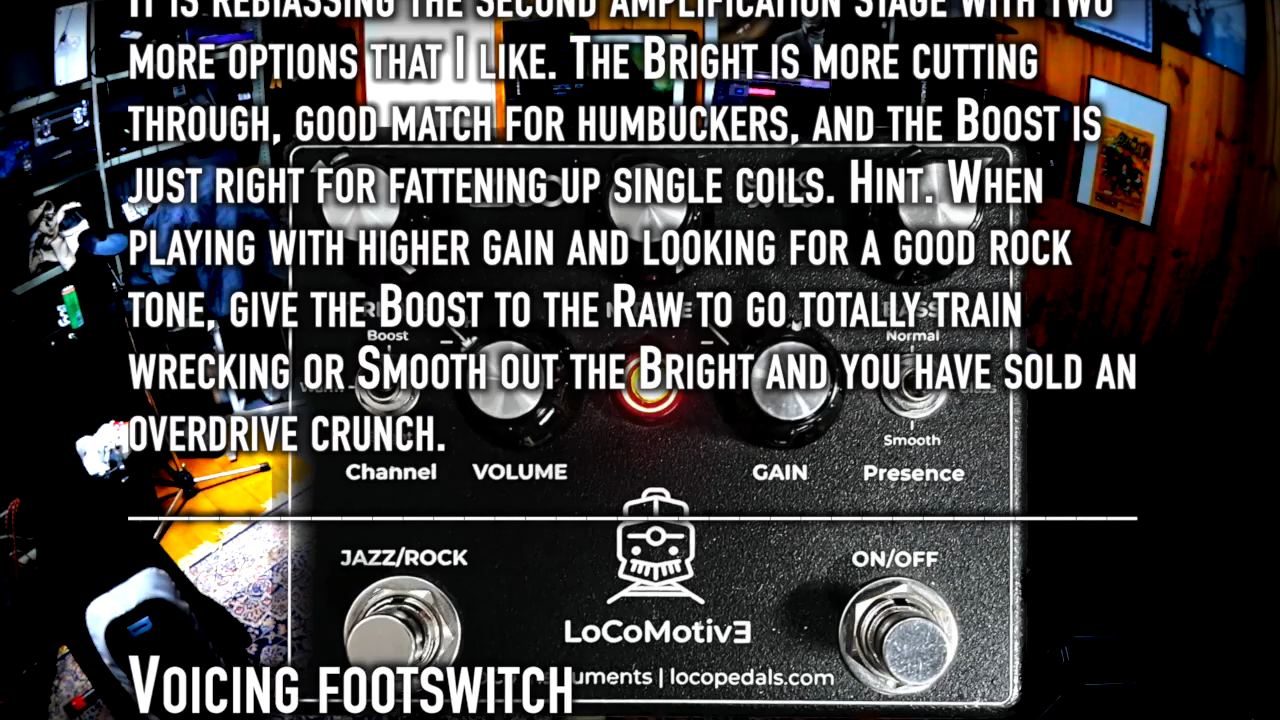 It is rebiassing the second amplification stage with two
more options that I like. The Bright is more cutting
through, good match for humbuckers, and the Boost is
just right for fattening up single coils. Hint. When
playing with higher gain and looking for a good rock
tone, give the Boost to the Raw to go totally train
wrecking or Smooth out the Bright and you have sold an
overdrive crunch.
Boost
Normal
Smooth
Channel
VOLUME
GAIN
Presence
JAZZ/ROCK
ON/OFF
LoCoMotivƎ
uments | locopedals.com
Voicing footswitch